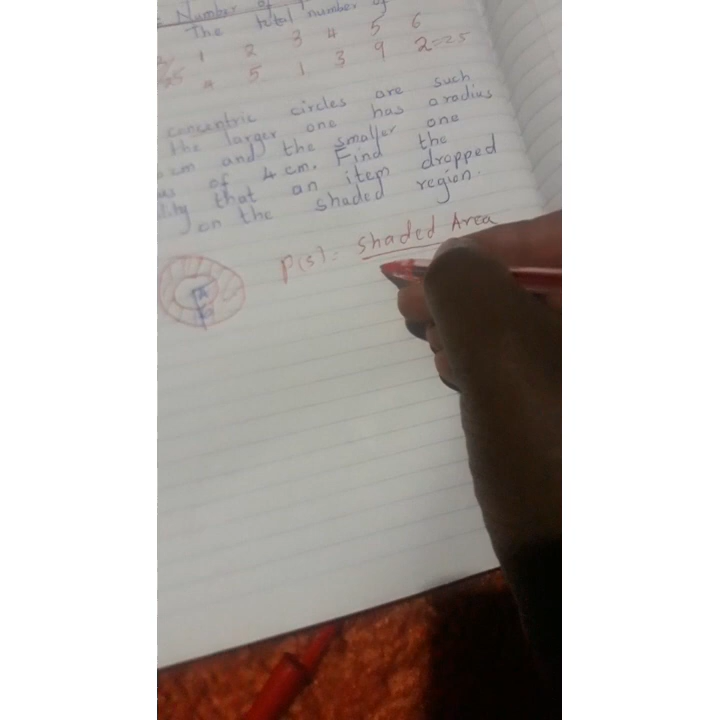 Number of
The total number of
1 2 3 4 5 6
4 5 1 3 9 2=25
concentric circles are such
the larger one has a radius
cm and the smaller one
of 4 cm. Find the
that an item dropped
on the shaded region.
P(s) = Shaded Area